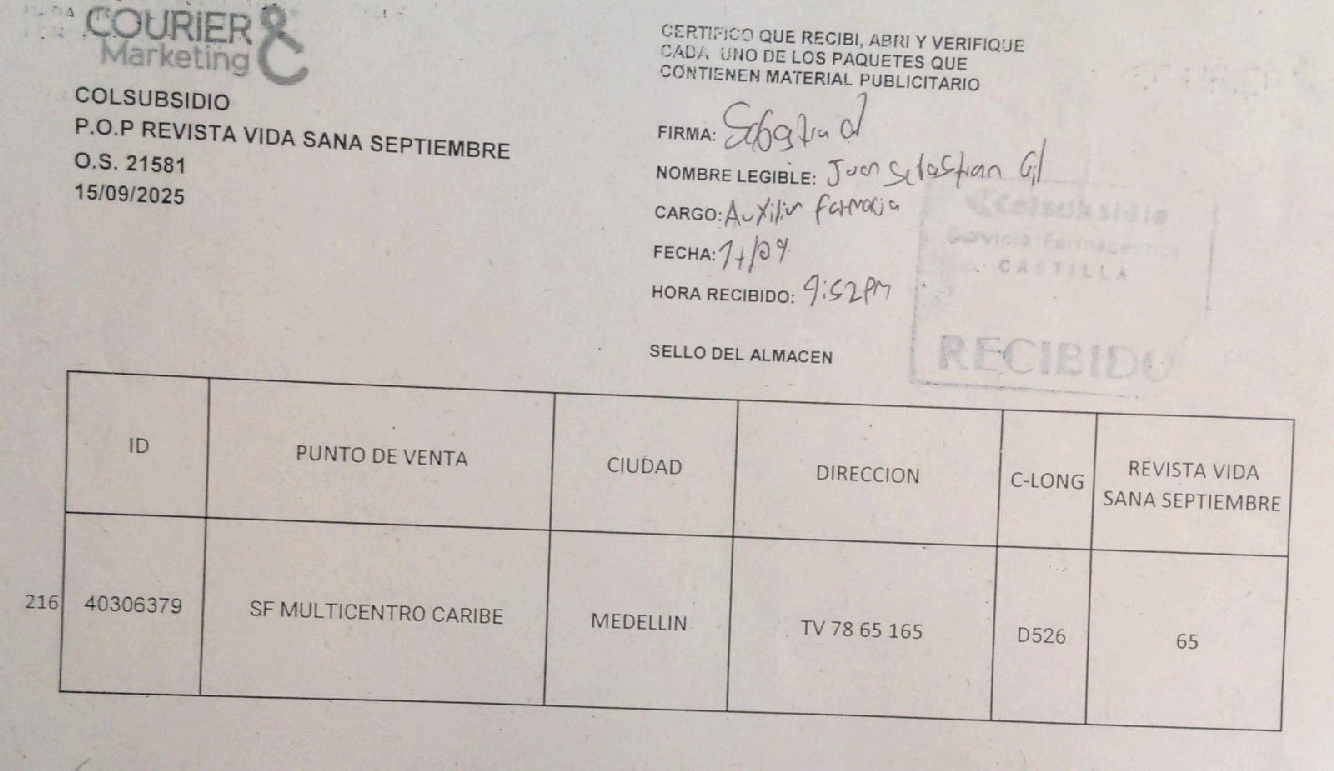 COURIER &
Marketing
COLSUBSIDIO
P.O.P REVISTA VIDA SANA SEPTIEMBRE
O.S. 21581
15/09/2025
CERTIFICO QUE RECIBI, ABRI Y VERIFIQUE
CADA UNO DE LOS PAQUETES QUE
CONTIENEN MATERIAL PUBLICITARIO
FIRMA:
NOMBRE LEGIBLE: Juan Sebastian Gil
CARGO: Auxiliar farmacia
FECHA: 17/09
HORA RECIBIDO: 9:52PM
Colsubsidio
Servicio Farmaceutico
CASTILLA
RECIBIDO
SELLO DEL ALMACEN
ID PUNTO DE VENTA CIUDAD DIRECCION C-LONG REVISTA VIDA SANA SEPTIEMBRE
216 40306379 SF MULTICENTRO CARIBE MEDELLIN TV 78 65 165 D526 65